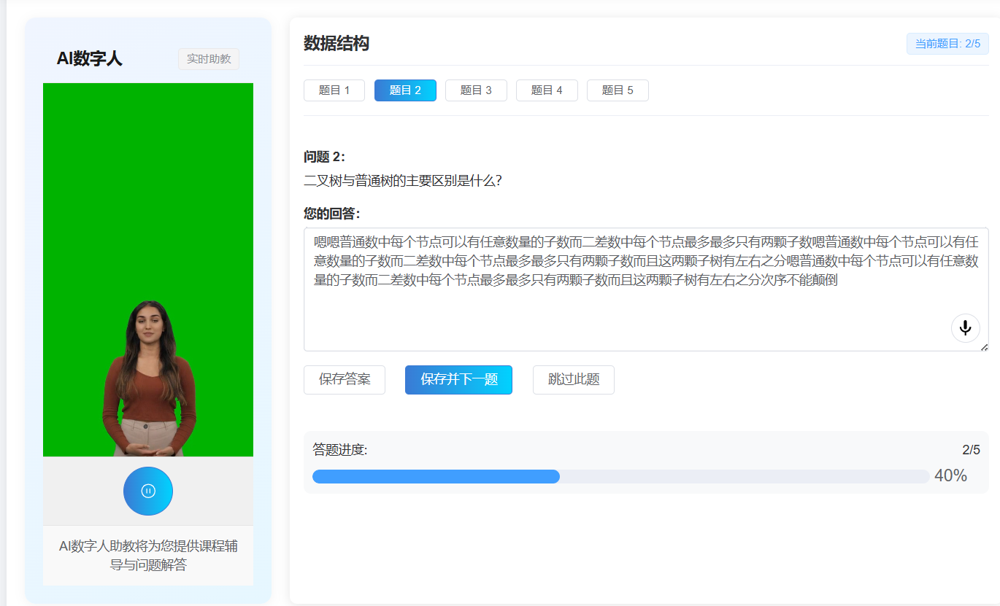 AI数字人
实时助教
AI数字人助教将为您提供课程辅
导与问题解答
数据结构
当前题目: 2/5
题目 1
题目 2
题目 3
题目 4
题目 5
问题 2：
二叉树与普通树的主要区别是什么？
您的回答：
嗯嗯普通数中每个节点可以有任意数量的子数而二差数中每个节点最多最多只有两颗子数嗯普通数中每个节点可以有任
意数量的子数而二差数中每个节点最多最多只有两颗子数而且这两颗子树有左右之分嗯普通数中每个节点可以有任意数
量的子数而二差数中每个节点最多最多只有两颗子数而且这两颗子树有左右之分次序不能颠倒
保存答案
保存并下一题
跳过此题
答题进度:
2/5
40%